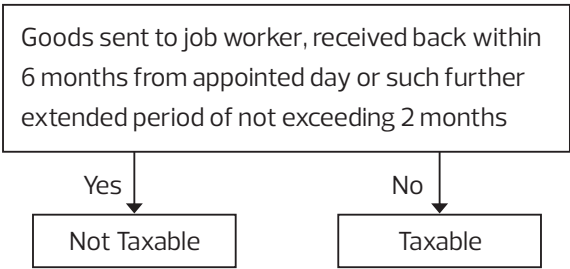 Goods sent to job worker, received back within
6 months from appointed day or such further
extended period of not exceeding 2 months
Yes
No
Not Taxable
Taxable